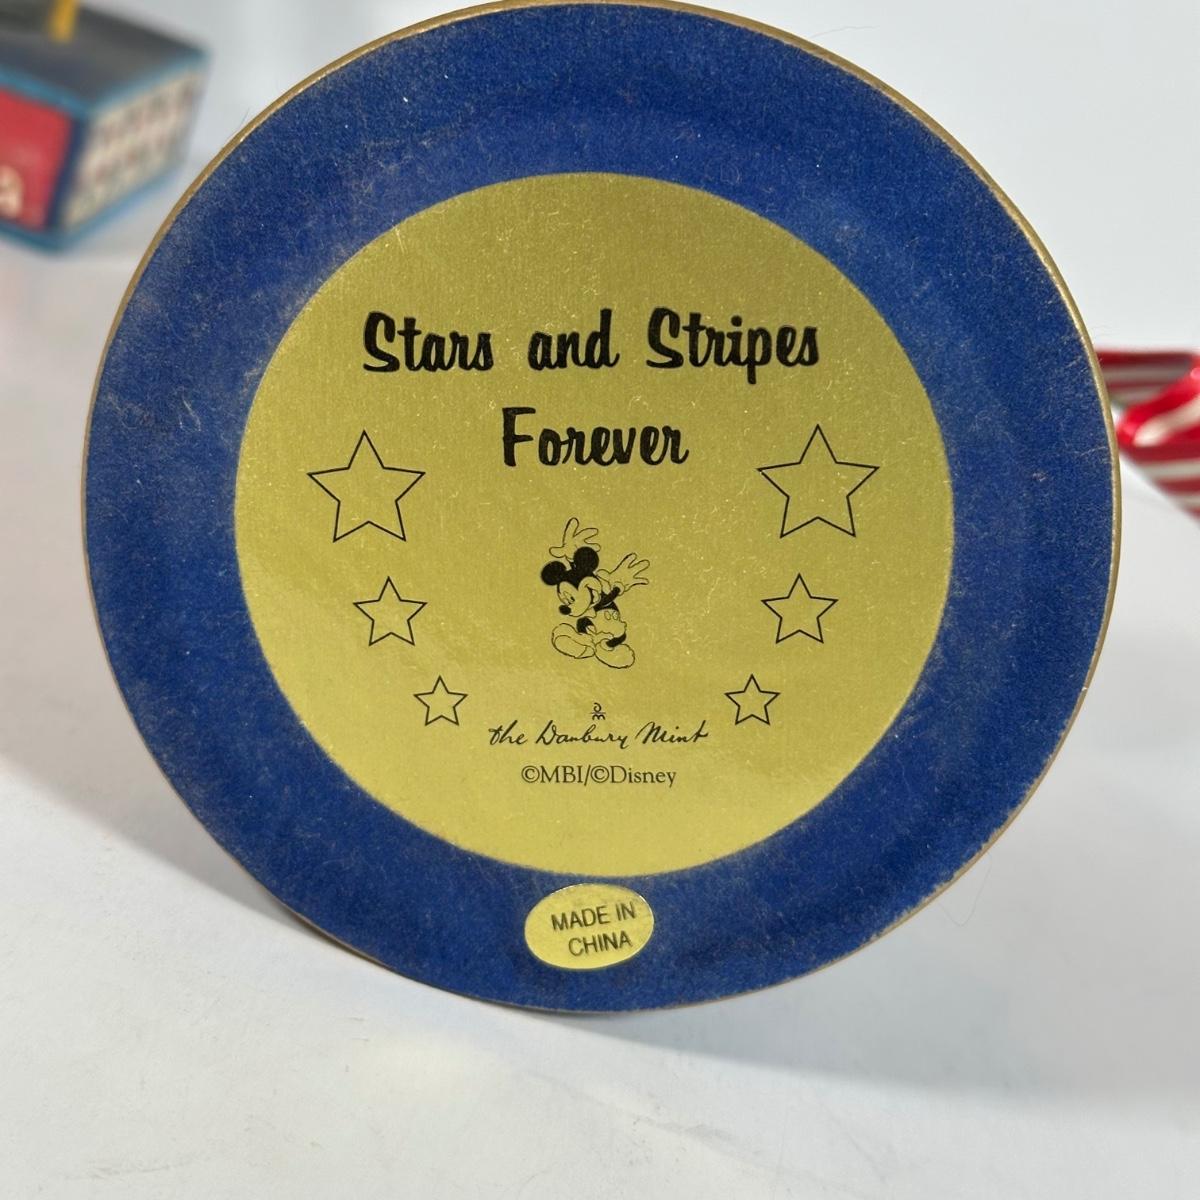 Stars and Stripes
Forever
the Danbury Mint
©MBI/©Disney
MADE IN
CHINA